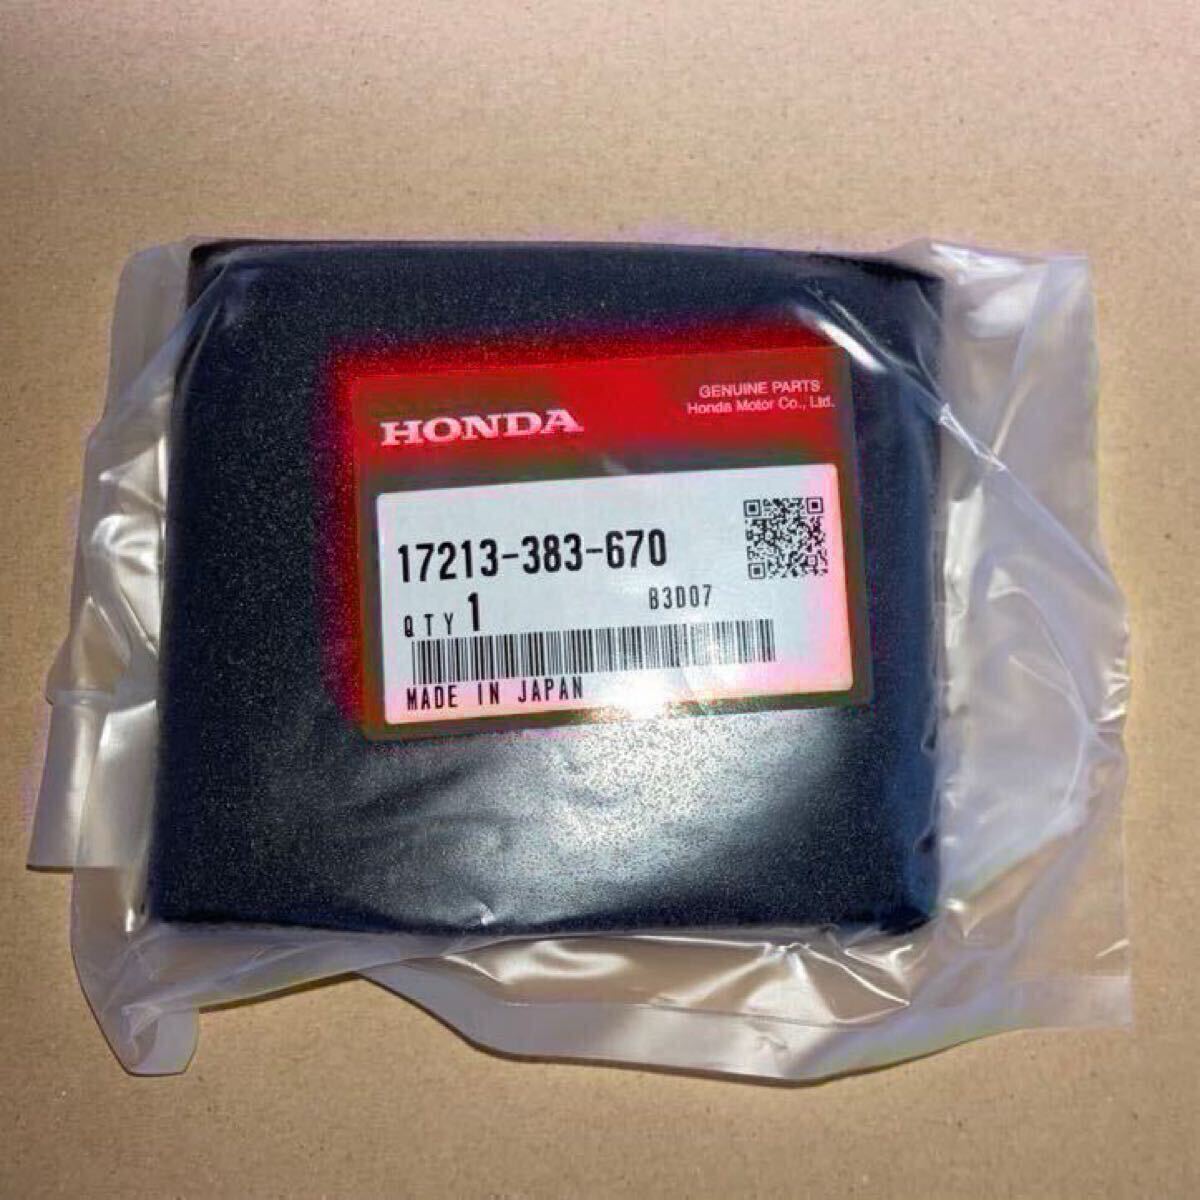 HONDA
GENUINE PARTS
Honda Motor Co., Ltd.
17213-383-670
QTY 1
B3D07
MADE IN JAPAN